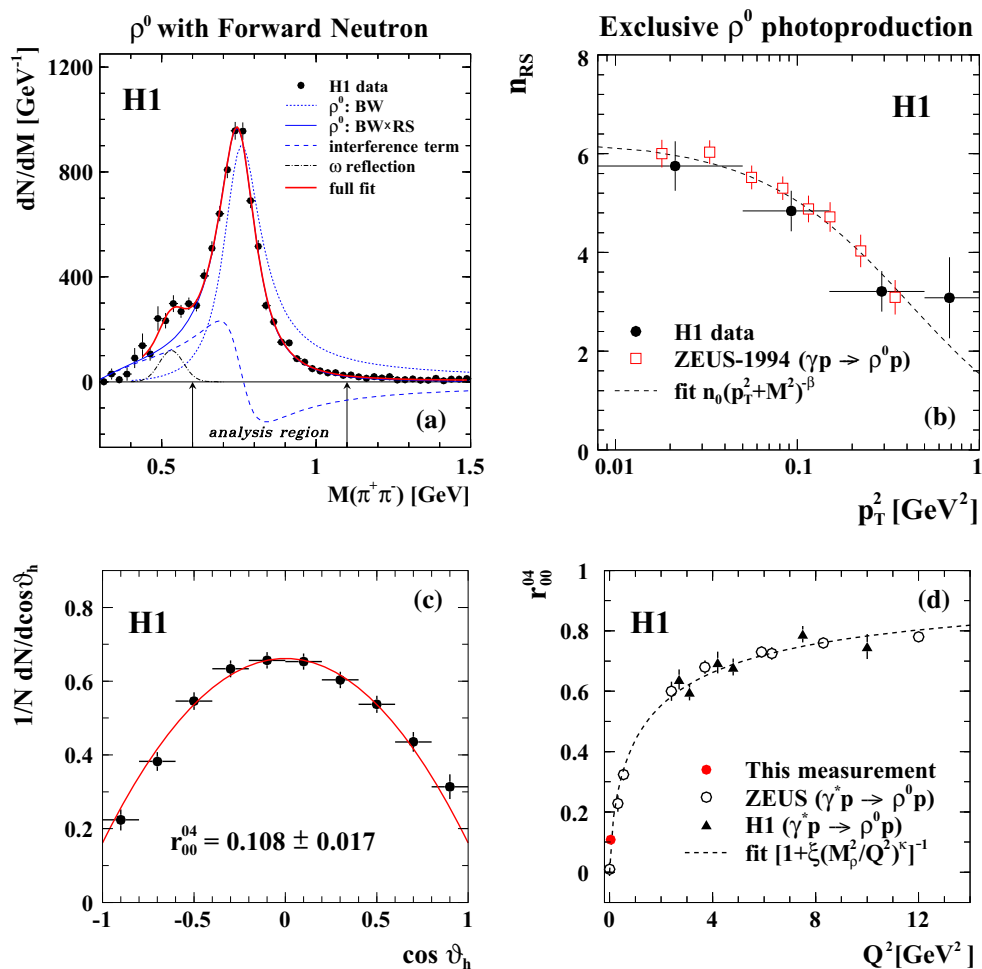 ρ⁰ with Forward Neutron
dN/dM [GeV⁻¹]
1200
900
600
300
0
H1
H1 data
ρ⁰: BW
ρ⁰: BW×RS
interference term
ω reflection
full fit
analysis region
(a)
0.5
1
1.5
M(π⁺π⁻) [GeV]
Exclusive ρ⁰ photoproduction
n_RS
8
6
4
2
0
H1
H1 data
ZEUS-1994 (γp → ρ⁰p)
fit n₀(p_T²+M²)^-β
(b)
0.01
0.1
1
p_T² [GeV²]
1/N dN/dcosϑ_h
0.8
0.6
0.4
0.2
0
H1
(c)
r₀₀⁰⁴ = 0.108 ± 0.017
-1
-0.5
0
0.5
1
cos ϑ_h
r₀₀⁰⁴
1
0.8
0.6
0.4
0.2
0
H1
(d)
This measurement
ZEUS (γ*p → ρ⁰p)
H1 (γ*p → ρ⁰p)
fit [1+ξ(M_ρ²/Q²)^κ]⁻¹
0
4
8
12
Q² [GeV²]